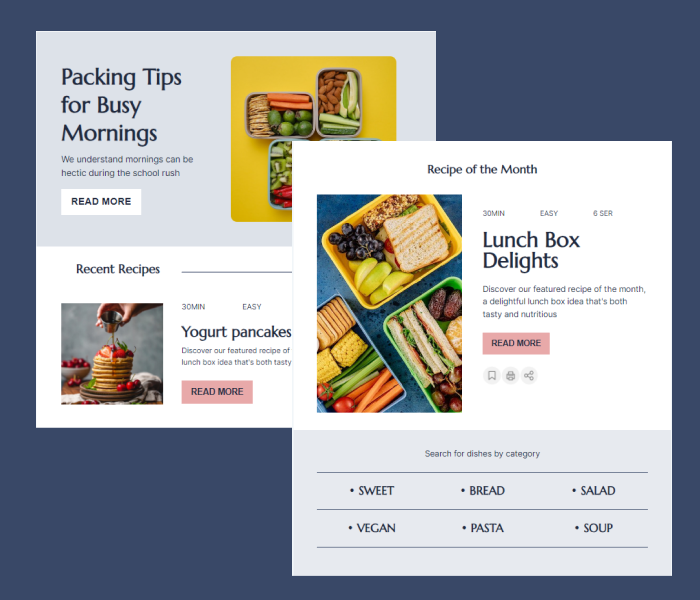 Packing Tips
for Busy
Mornings
We understand mornings can be
hectic during the school rush
READ MORE
Recent Recipes
30MIN EASY
Yogurt pancakes
Discover our featured recipe of
lunch box idea that's both tasty
READ MORE
Recipe of the Month
30MIN EASY 6 SER
Lunch Box
Delights
Discover our featured recipe of the month,
a delightful lunch box idea that's both
tasty and nutritious
READ MORE
Search for dishes by category
• SWEET • BREAD • SALAD
• VEGAN • PASTA • SOUP